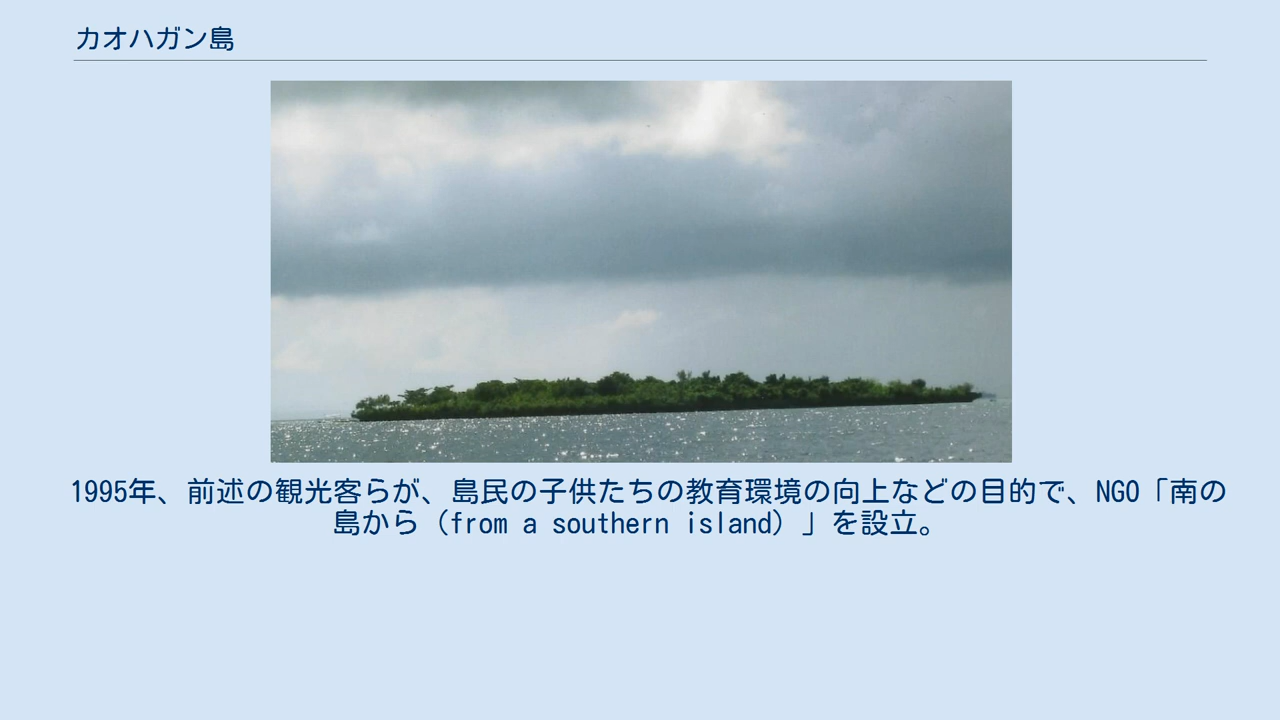 カオハガン島
1995年、前述の観光客らが、島民の子供たちの教育環境の向上などの目的で、NGO「南の
島から（from a southern island）」を設立。